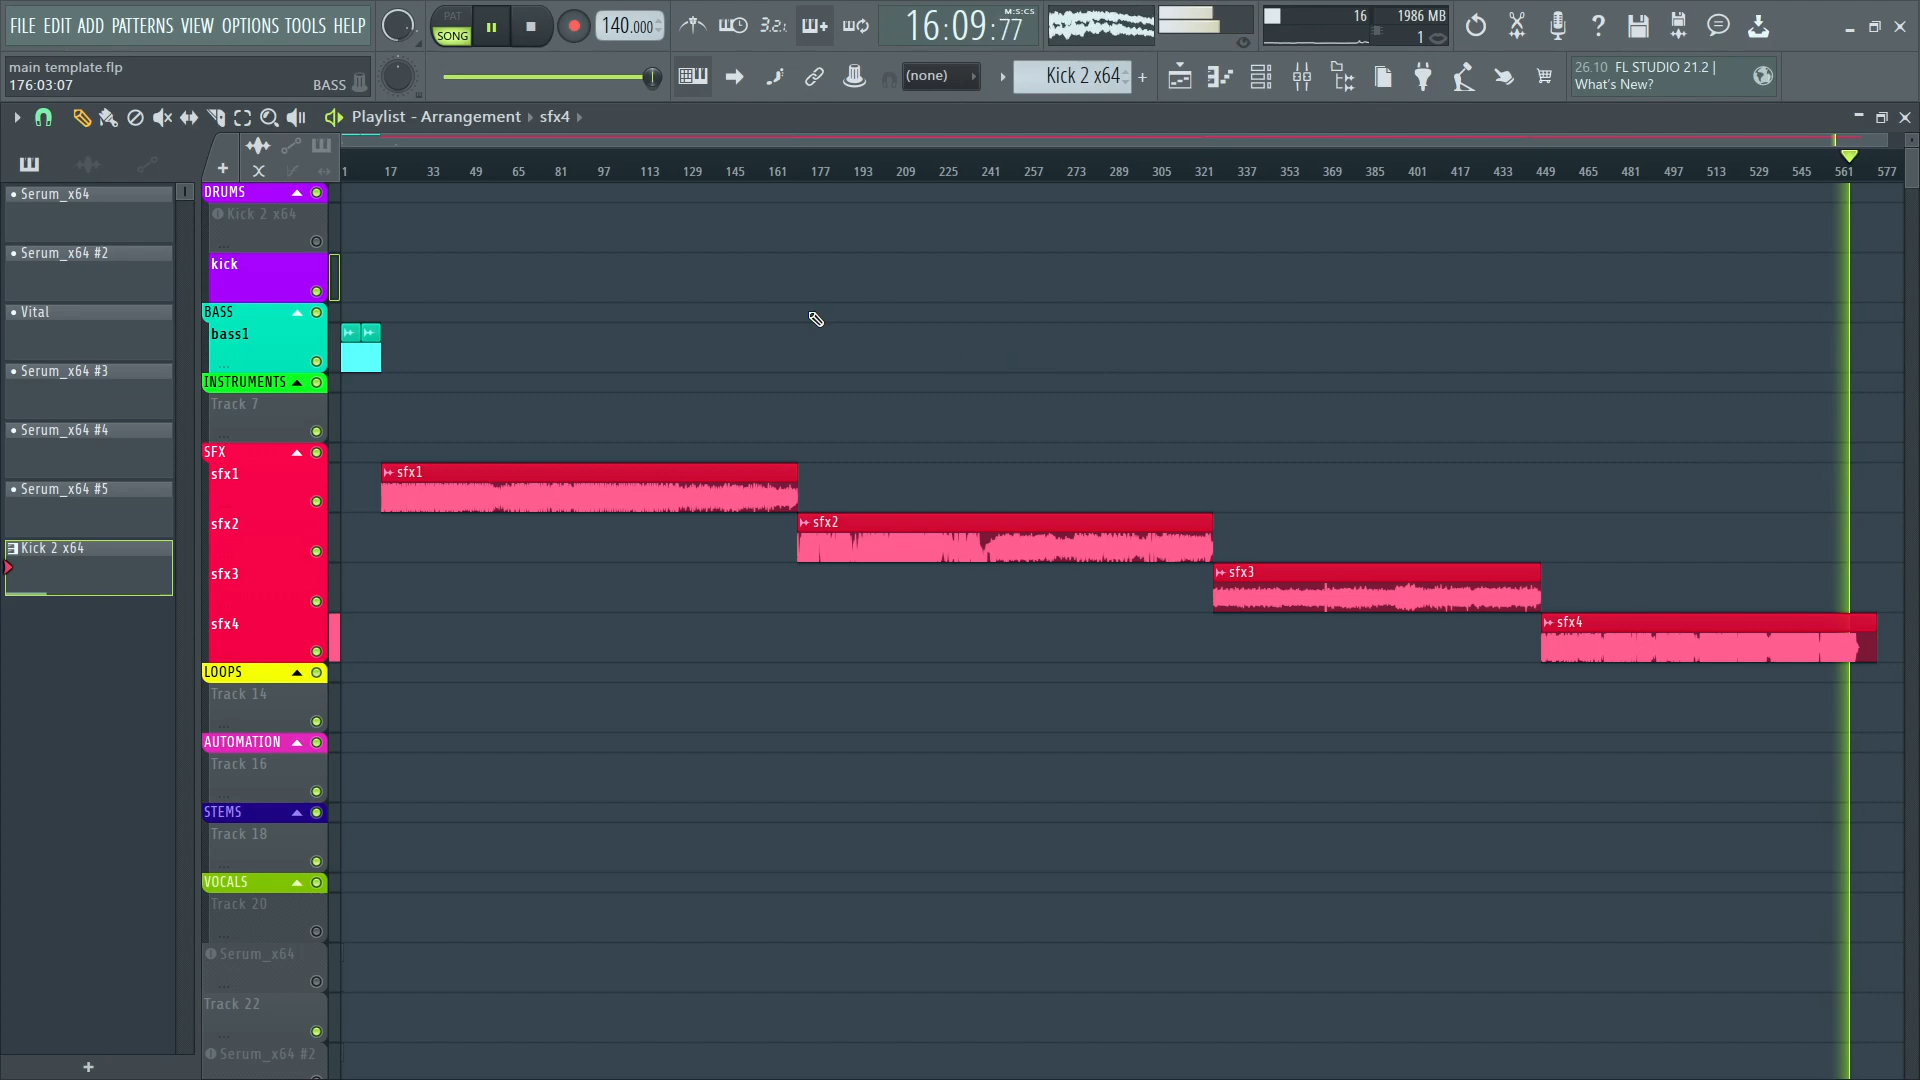 FILE EDIT ADD PATTERNS VIEW OPTIONS TOOLS HELP
PAT
SONG
140.000
3.2.
16:09:77
M:S:CS
16
1986 MB
1
main template.flp
176:03:07
BASS
(none)
Kick 2 x64
26.10 FL STUDIO 21.2 |
What's New?
Playlist - Arrangement › sfx4 ›
1 17 33 49 65 81 97 113 129 145 161 177 193 209 225 241 257 273 289 305 321 337 353 369 385 401 417 433 449 465 481 497 513 529 545 561 577
Serum_x64
Serum_x64 #2
Vital
Serum_x64 #3
Serum_x64 #4
Serum_x64 #5
Kick 2 x64
DRUMS
Kick 2 x64
...
kick
BASS
bass1
...
INSTRUMENTS
Track 7
...
SFX
sfx1
sfx1
sfx2
sfx2
sfx3
sfx3
sfx4
sfx4
LOOPS
Track 14
...
AUTOMATION
Track 16
...
STEMS
Track 18
...
VOCALS
Track 20
...
Serum_x64
...
Track 22
...
Serum_x64 #2